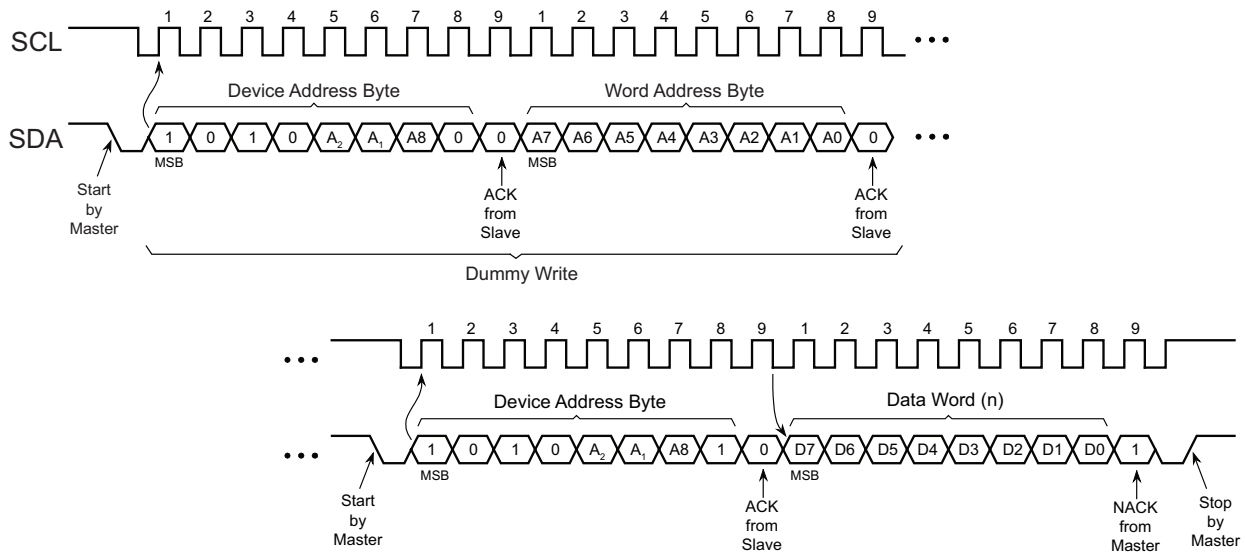 1 2 3 4 5 6 7 8 9 1 2 3 4 5 6 7 8 9
SCL
Device Address Byte Word Address Byte
SDA 1 0 1 0 A2 A1 A8 0 0 A7 A6 A5 A4 A3 A2 A1 A0 0
MSB MSB
Start
by
Master
ACK
from
Slave
ACK
from
Slave
Dummy Write
1 2 3 4 5 6 7 8 9 1 2 3 4 5 6 7 8 9
Device Address Byte Data Word (n)
1 0 1 0 A2 A1 A8 1 0 D7 D6 D5 D4 D3 D2 D1 D0 1
MSB MSB
Start
by
Master
ACK
from
Slave
NACK
from
Master
Stop
by
Master